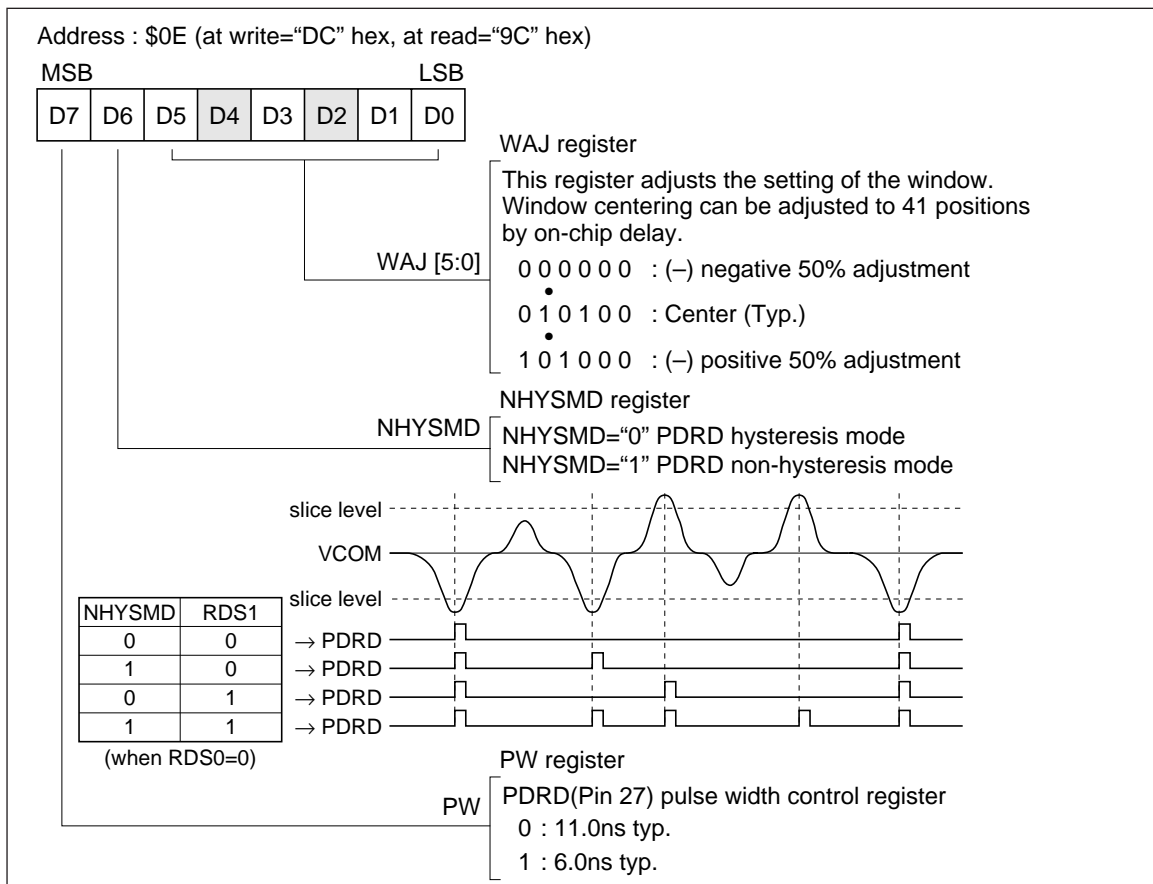 Address : $0E (at write=“DC” hex, at read=“9C” hex)
MSB LSB
D7 D6 D5 D4 D3 D2 D1 D0
WAJ register
This register adjusts the setting of the window.
Window centering can be adjusted to 41 positions
by on-chip delay.
WAJ [5:0]
0 0 0 0 0 0 : (–) negative 50% adjustment
•
0 1 0 1 0 0 : Center (Typ.)
•
1 0 1 0 0 0 : (–) positive 50% adjustment
NHYSMD register
NHYSMD
NHYSMD=“0” PDRD hysteresis mode
NHYSMD=“1” PDRD non-hysteresis mode
slice level
VCOM
slice level
NHYSMD RDS1
0 0 → PDRD
1 0 → PDRD
0 1 → PDRD
1 1 → PDRD
(when RDS0=0)
PW register
PW
PDRD(Pin 27) pulse width control register
0 : 11.0ns typ.
1 : 6.0ns typ.